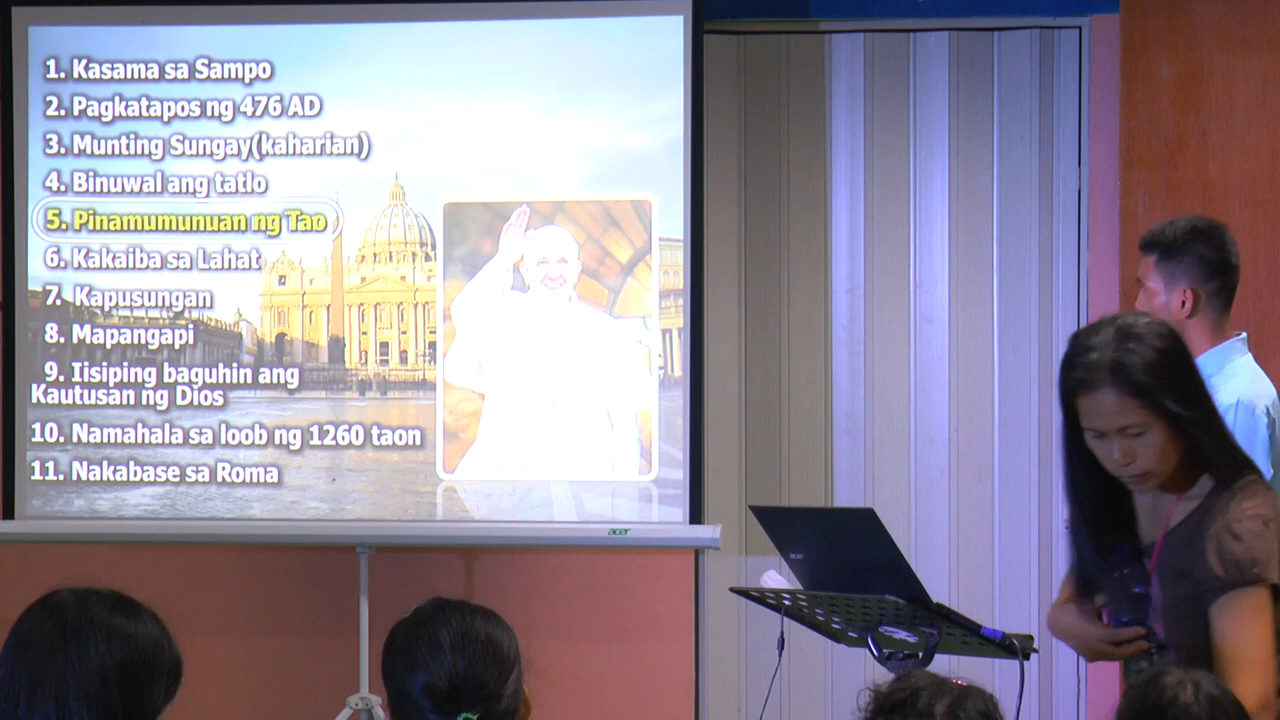 1. Kasama sa Sampo
2. Pagkatapos ng 476 AD
3. Munting Sungay(kaharian)
4. Binuwal ang tatlo
5. Pinamumunuan ng Tao
6. Kakaiba sa Lahat
7. Kapusungan
8. Mapangapi
9. Iisiping baguhin ang
Kautusan ng Dios
10. Namahala sa loob ng 1260 taon
11. Nakabase sa Roma
acer